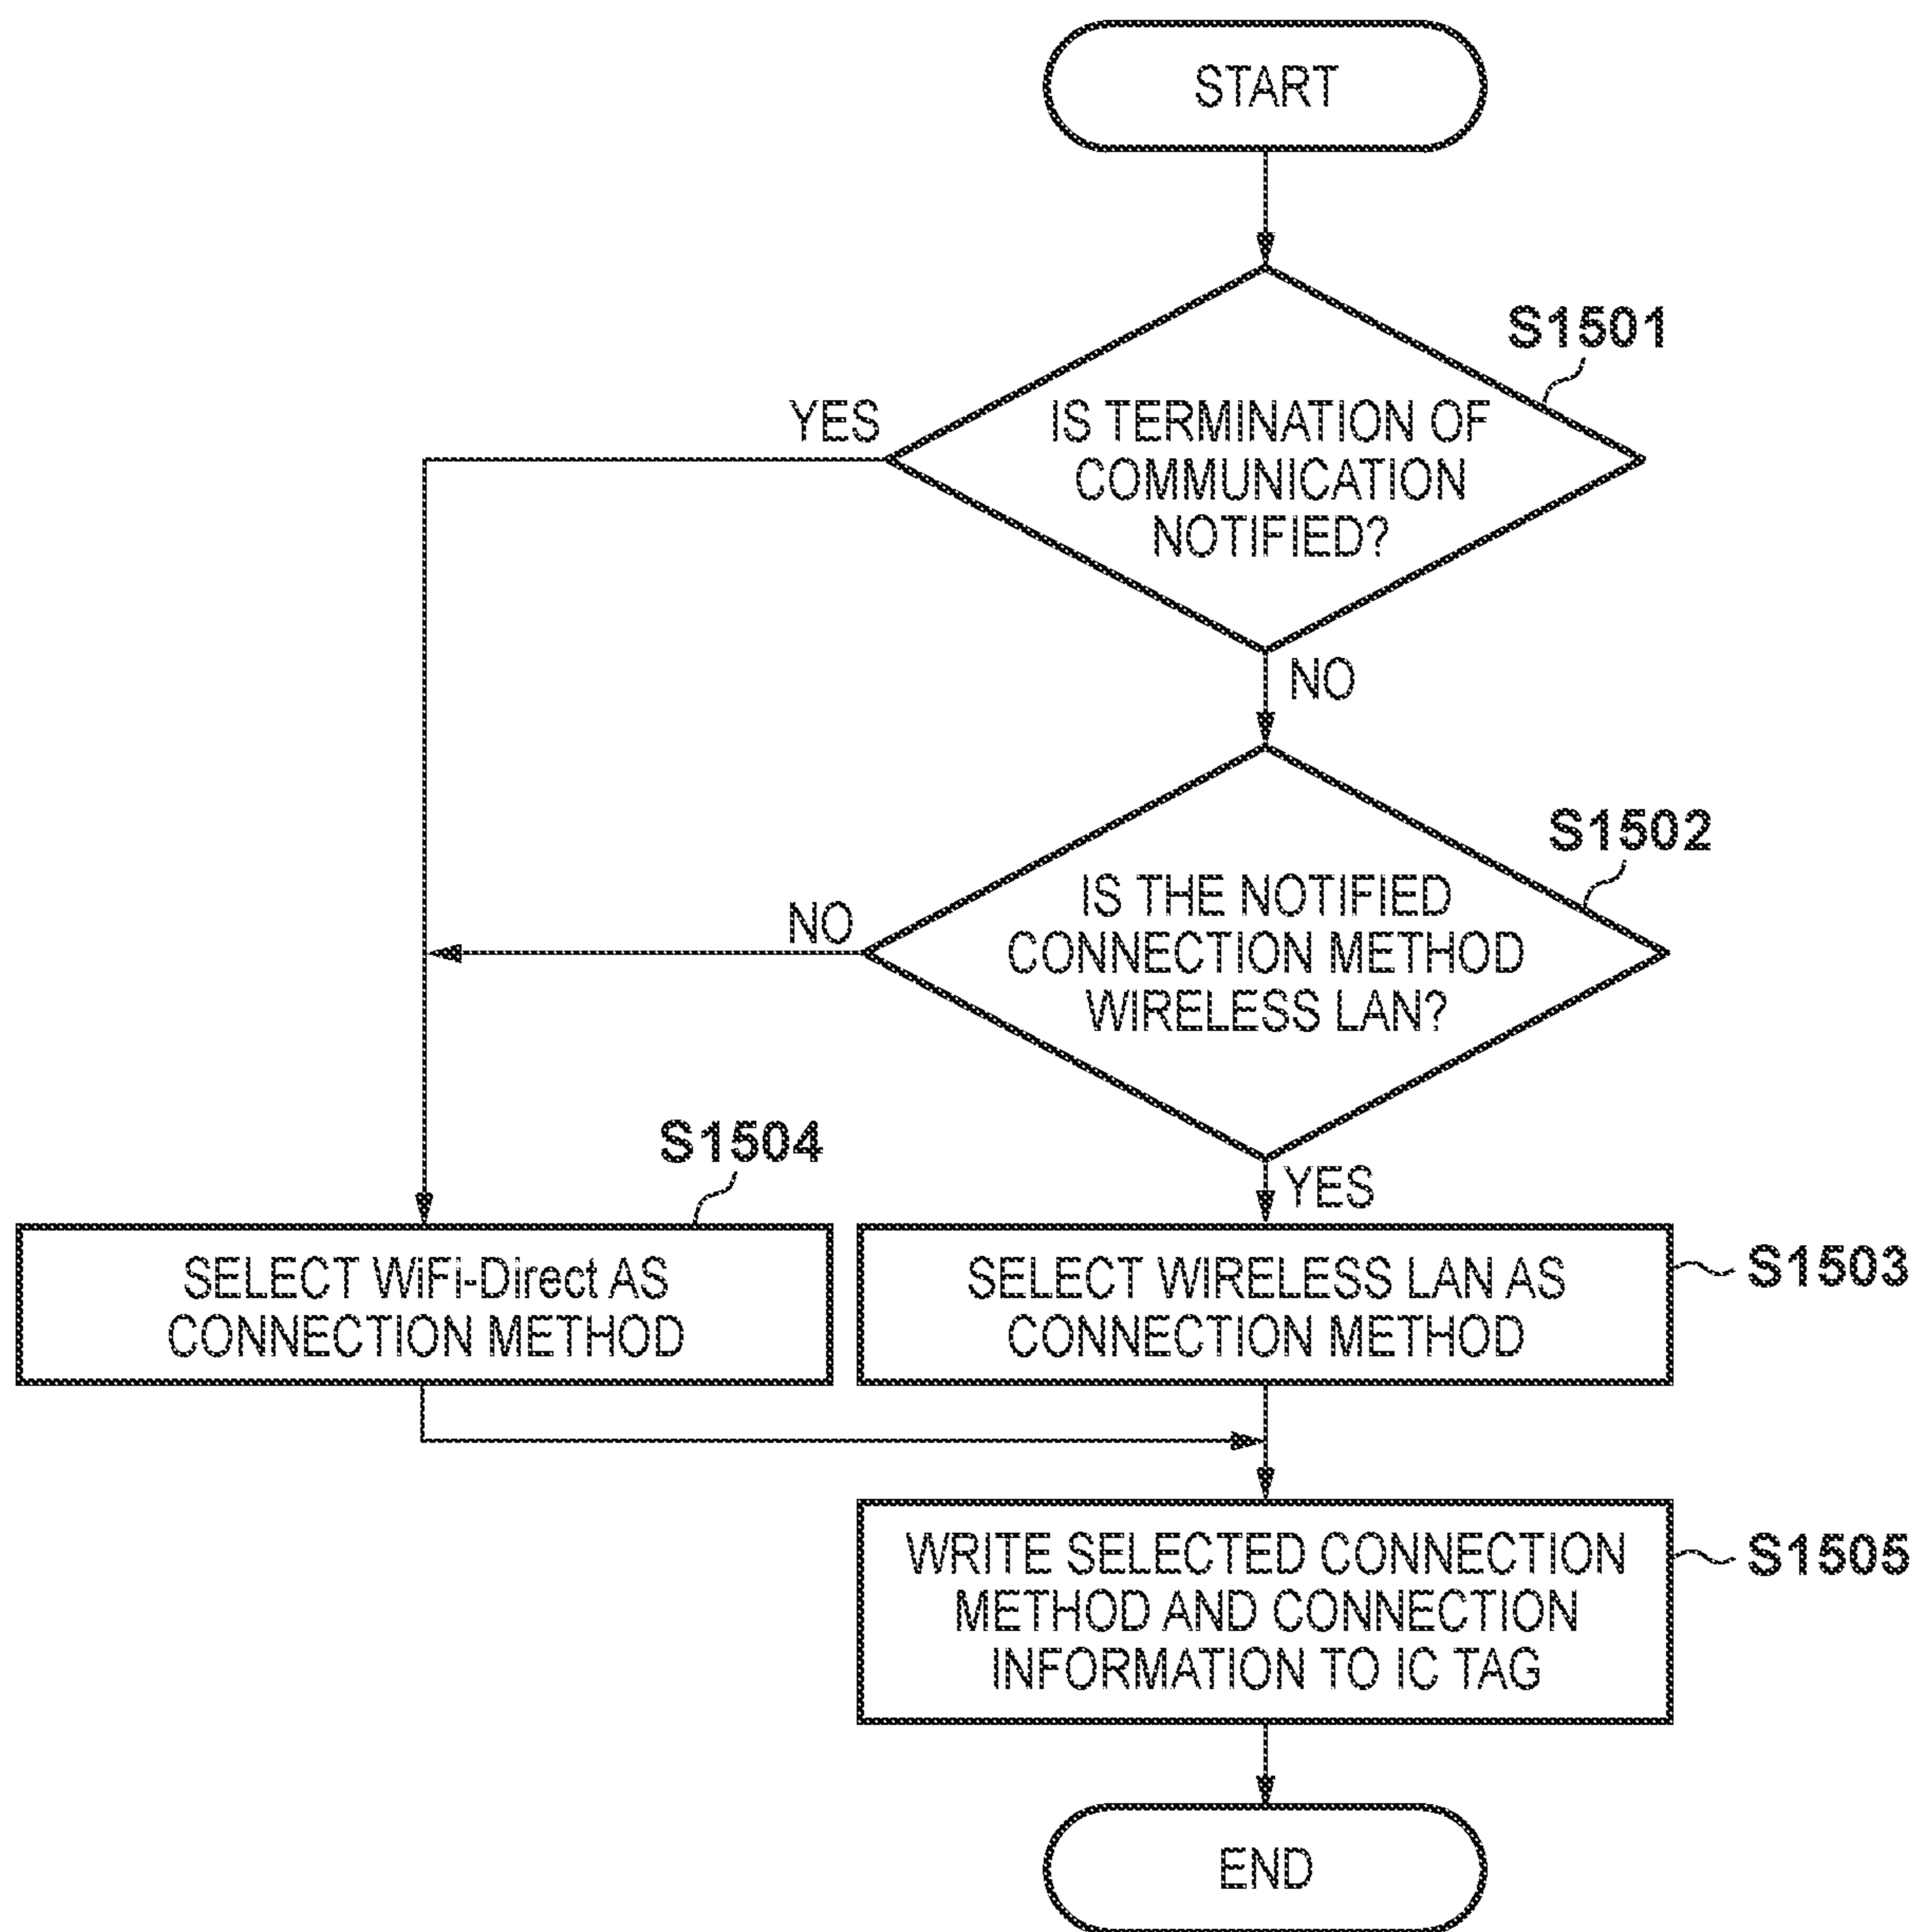 START
S1501
YES
IS TERMINATION OF
COMMUNICATION
NOTIFIED?
NO
S1502
NO
IS THE NOTIFIED
CONNECTION METHOD
WIRELESS LAN?
S1504
YES
SELECT WiFi-Direct AS
CONNECTION METHOD
SELECT WIRELESS LAN AS
CONNECTION METHOD
S1503
WRITE SELECTED CONNECTION
METHOD AND CONNECTION
INFORMATION TO IC TAG
S1505
END